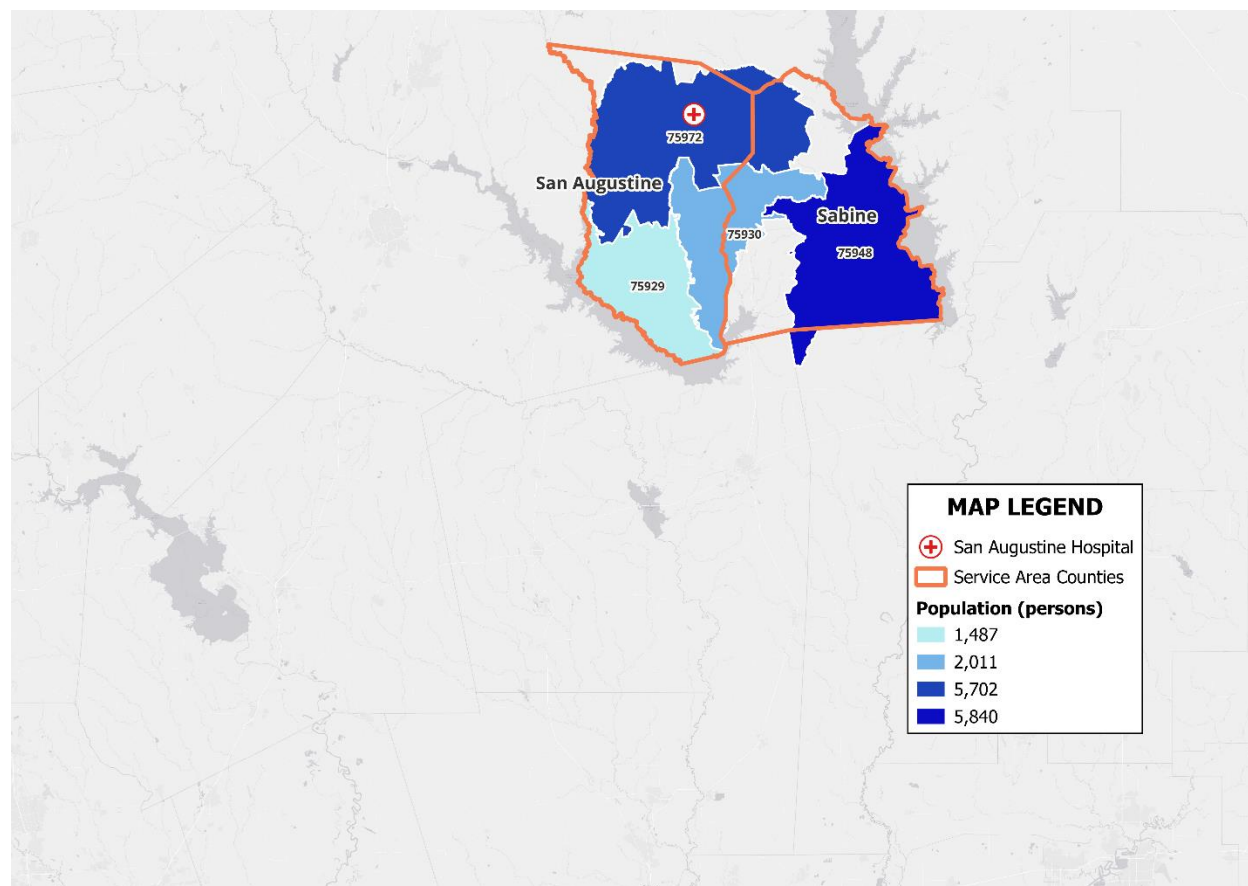 75972
San Augustine
Sabine
75930
75948
75929
MAP LEGEND
San Augustine Hospital
Service Area Counties
Population (persons)
1,487
2,011
5,702
5,840